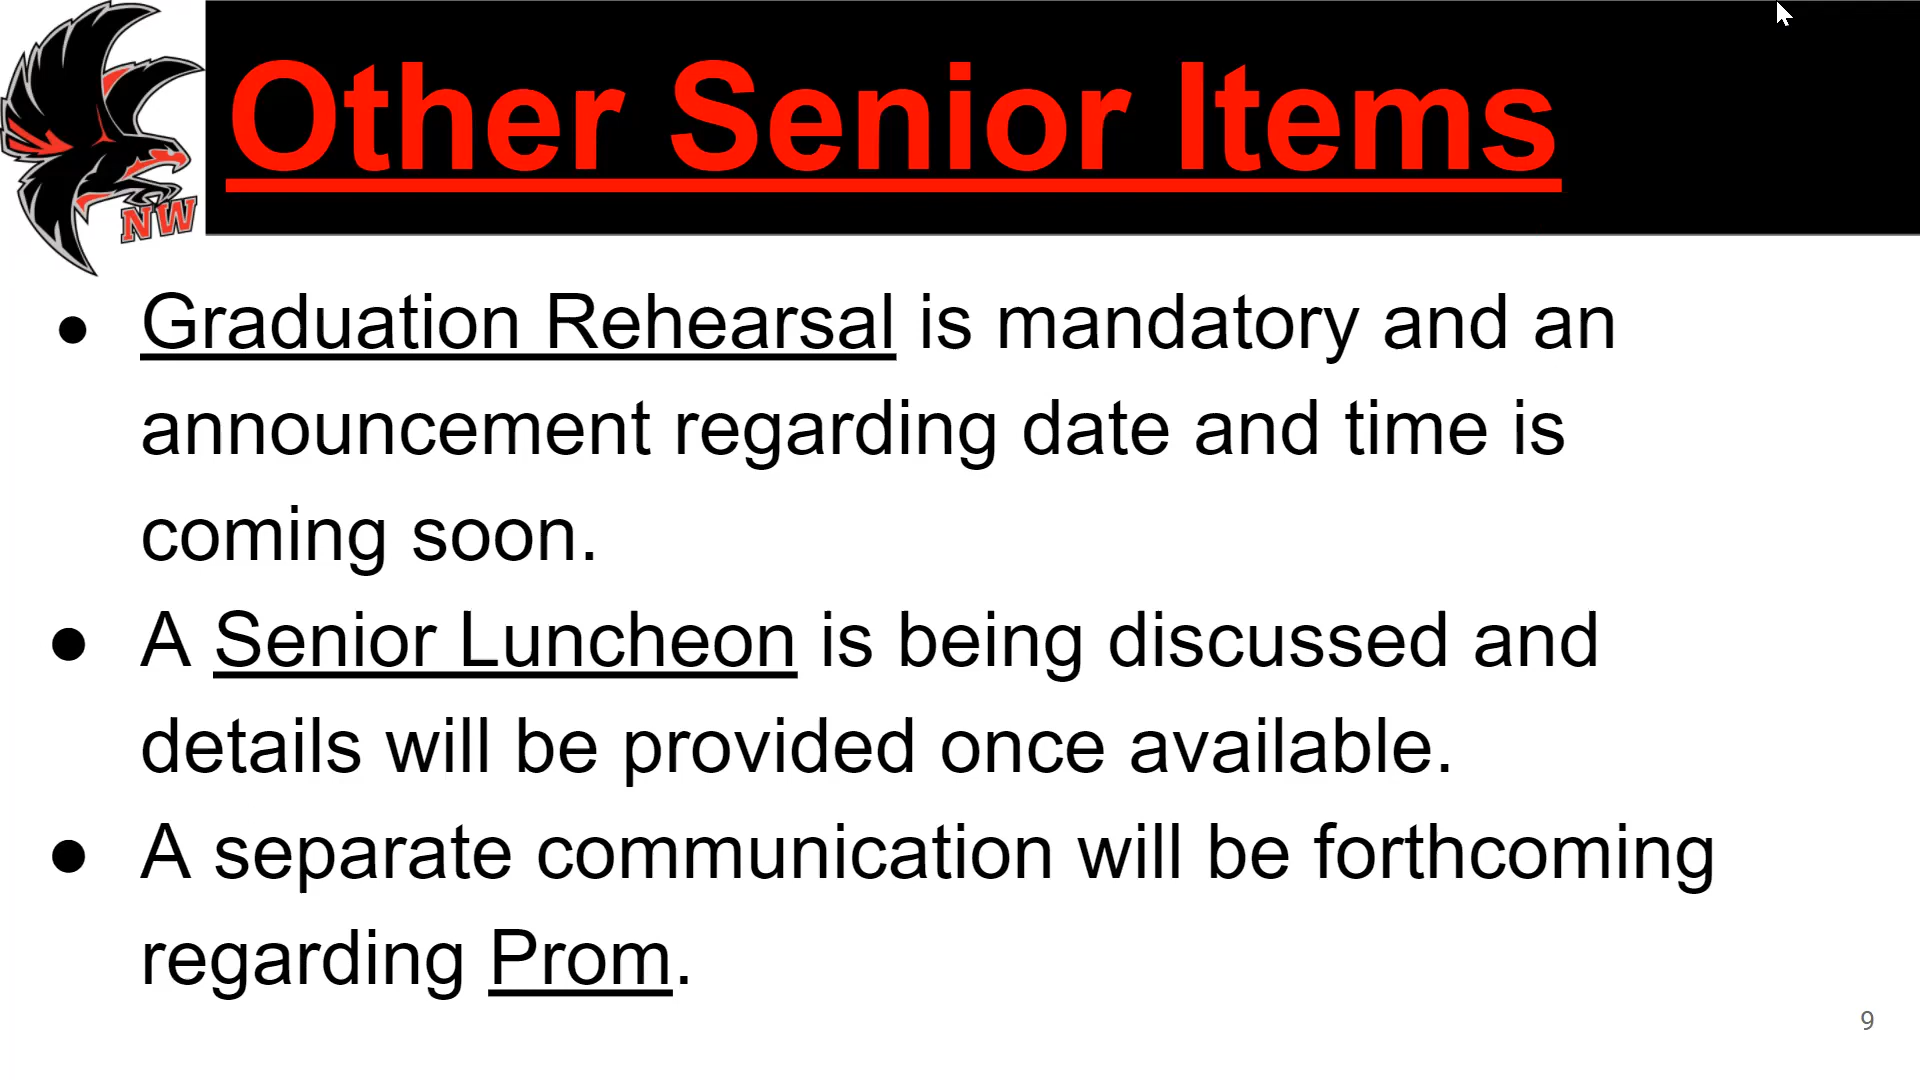 Other Senior Items
NW
● Graduation Rehearsal is mandatory and an
announcement regarding date and time is
coming soon.
● A Senior Luncheon is being discussed and
details will be provided once available.
● A separate communication will be forthcoming
regarding Prom.
9